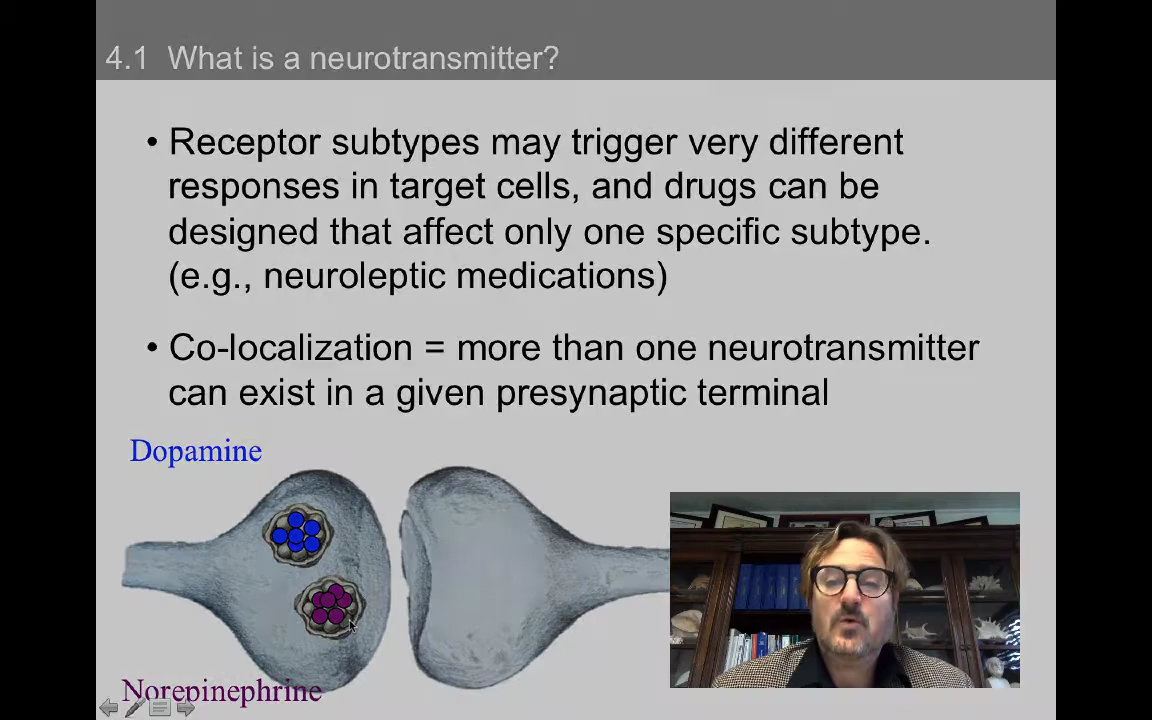 4.1 What is a neurotransmitter?
• Receptor subtypes may trigger very different
responses in target cells, and drugs can be
designed that affect only one specific subtype.
(e.g., neuroleptic medications)
• Co-localization = more than one neurotransmitter
can exist in a given presynaptic terminal
Dopamine
Norepinephrine